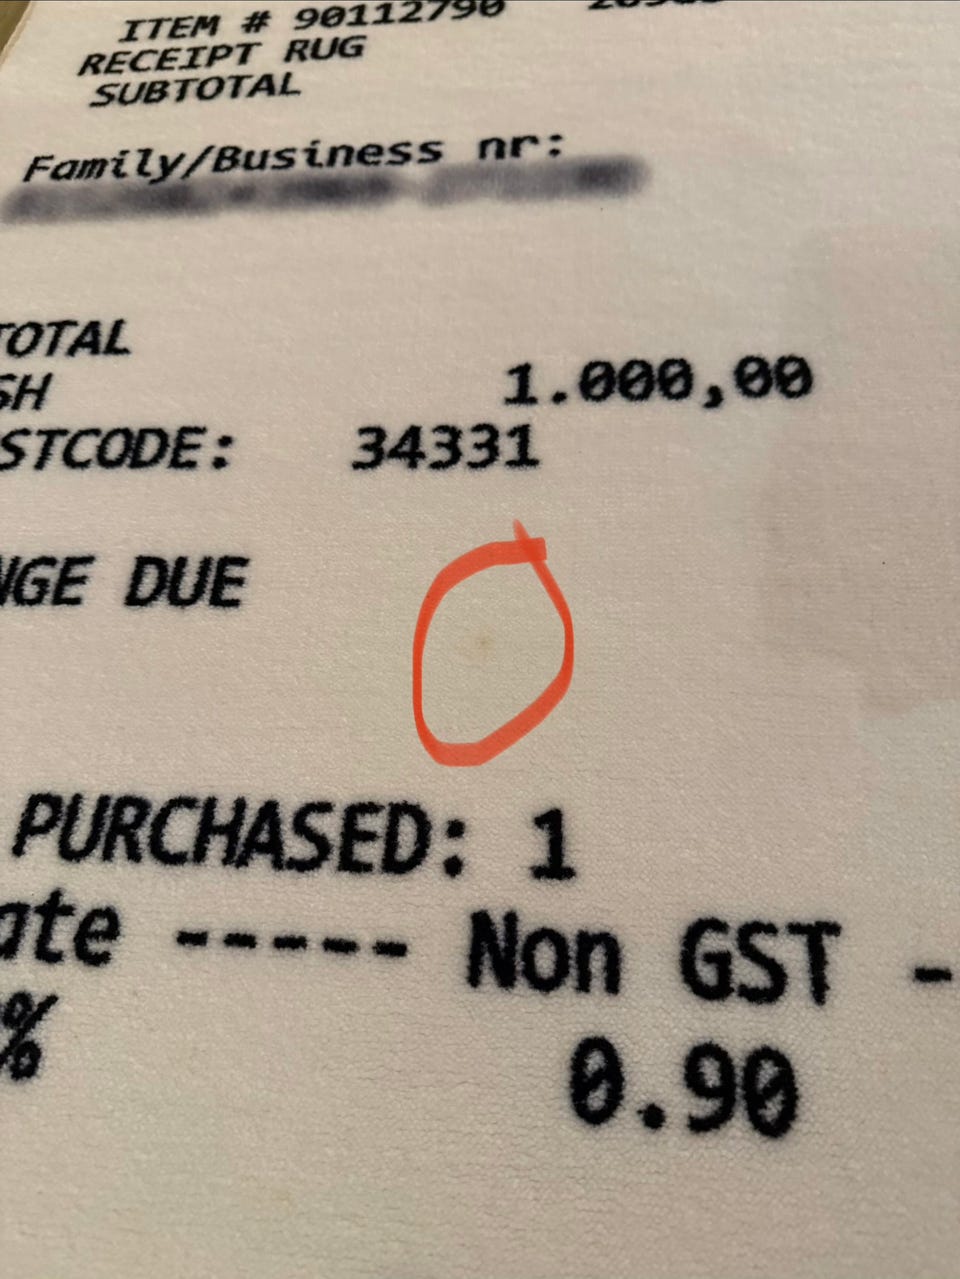 ITEM # 90112790
RECEIPT RUG
SUBTOTAL
Family/Business nr:
TOTAL
SH 1.000,00
STCODE: 34331
NGE DUE
PURCHASED: 1
ate ----- Non GST -
% 0.90